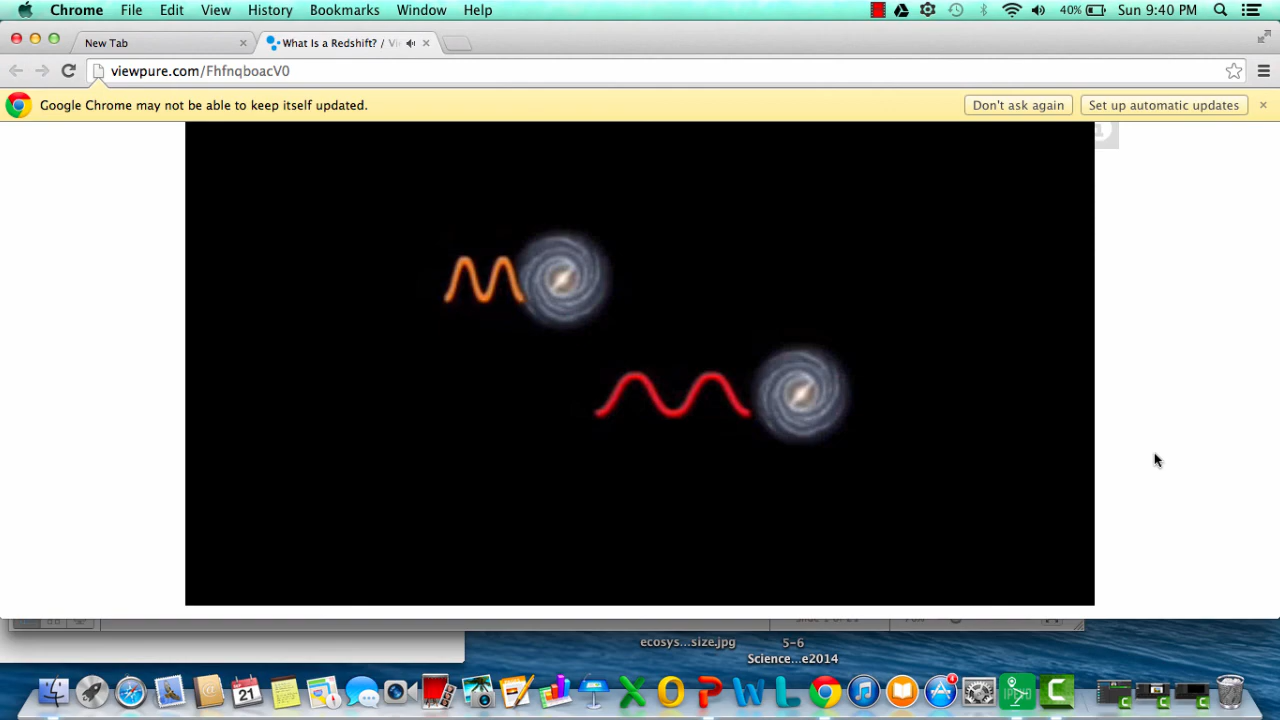 Chrome File Edit View History Bookmarks Window Help 40% Sun 9:40 PM
New Tab What Is a Redshift? / Vi
viewpure.com/FhfnqboacV0
Google Chrome may not be able to keep itself updated. Don't ask again Set up automatic updates
ecosys...size.jpg 5-6
Science...e2014